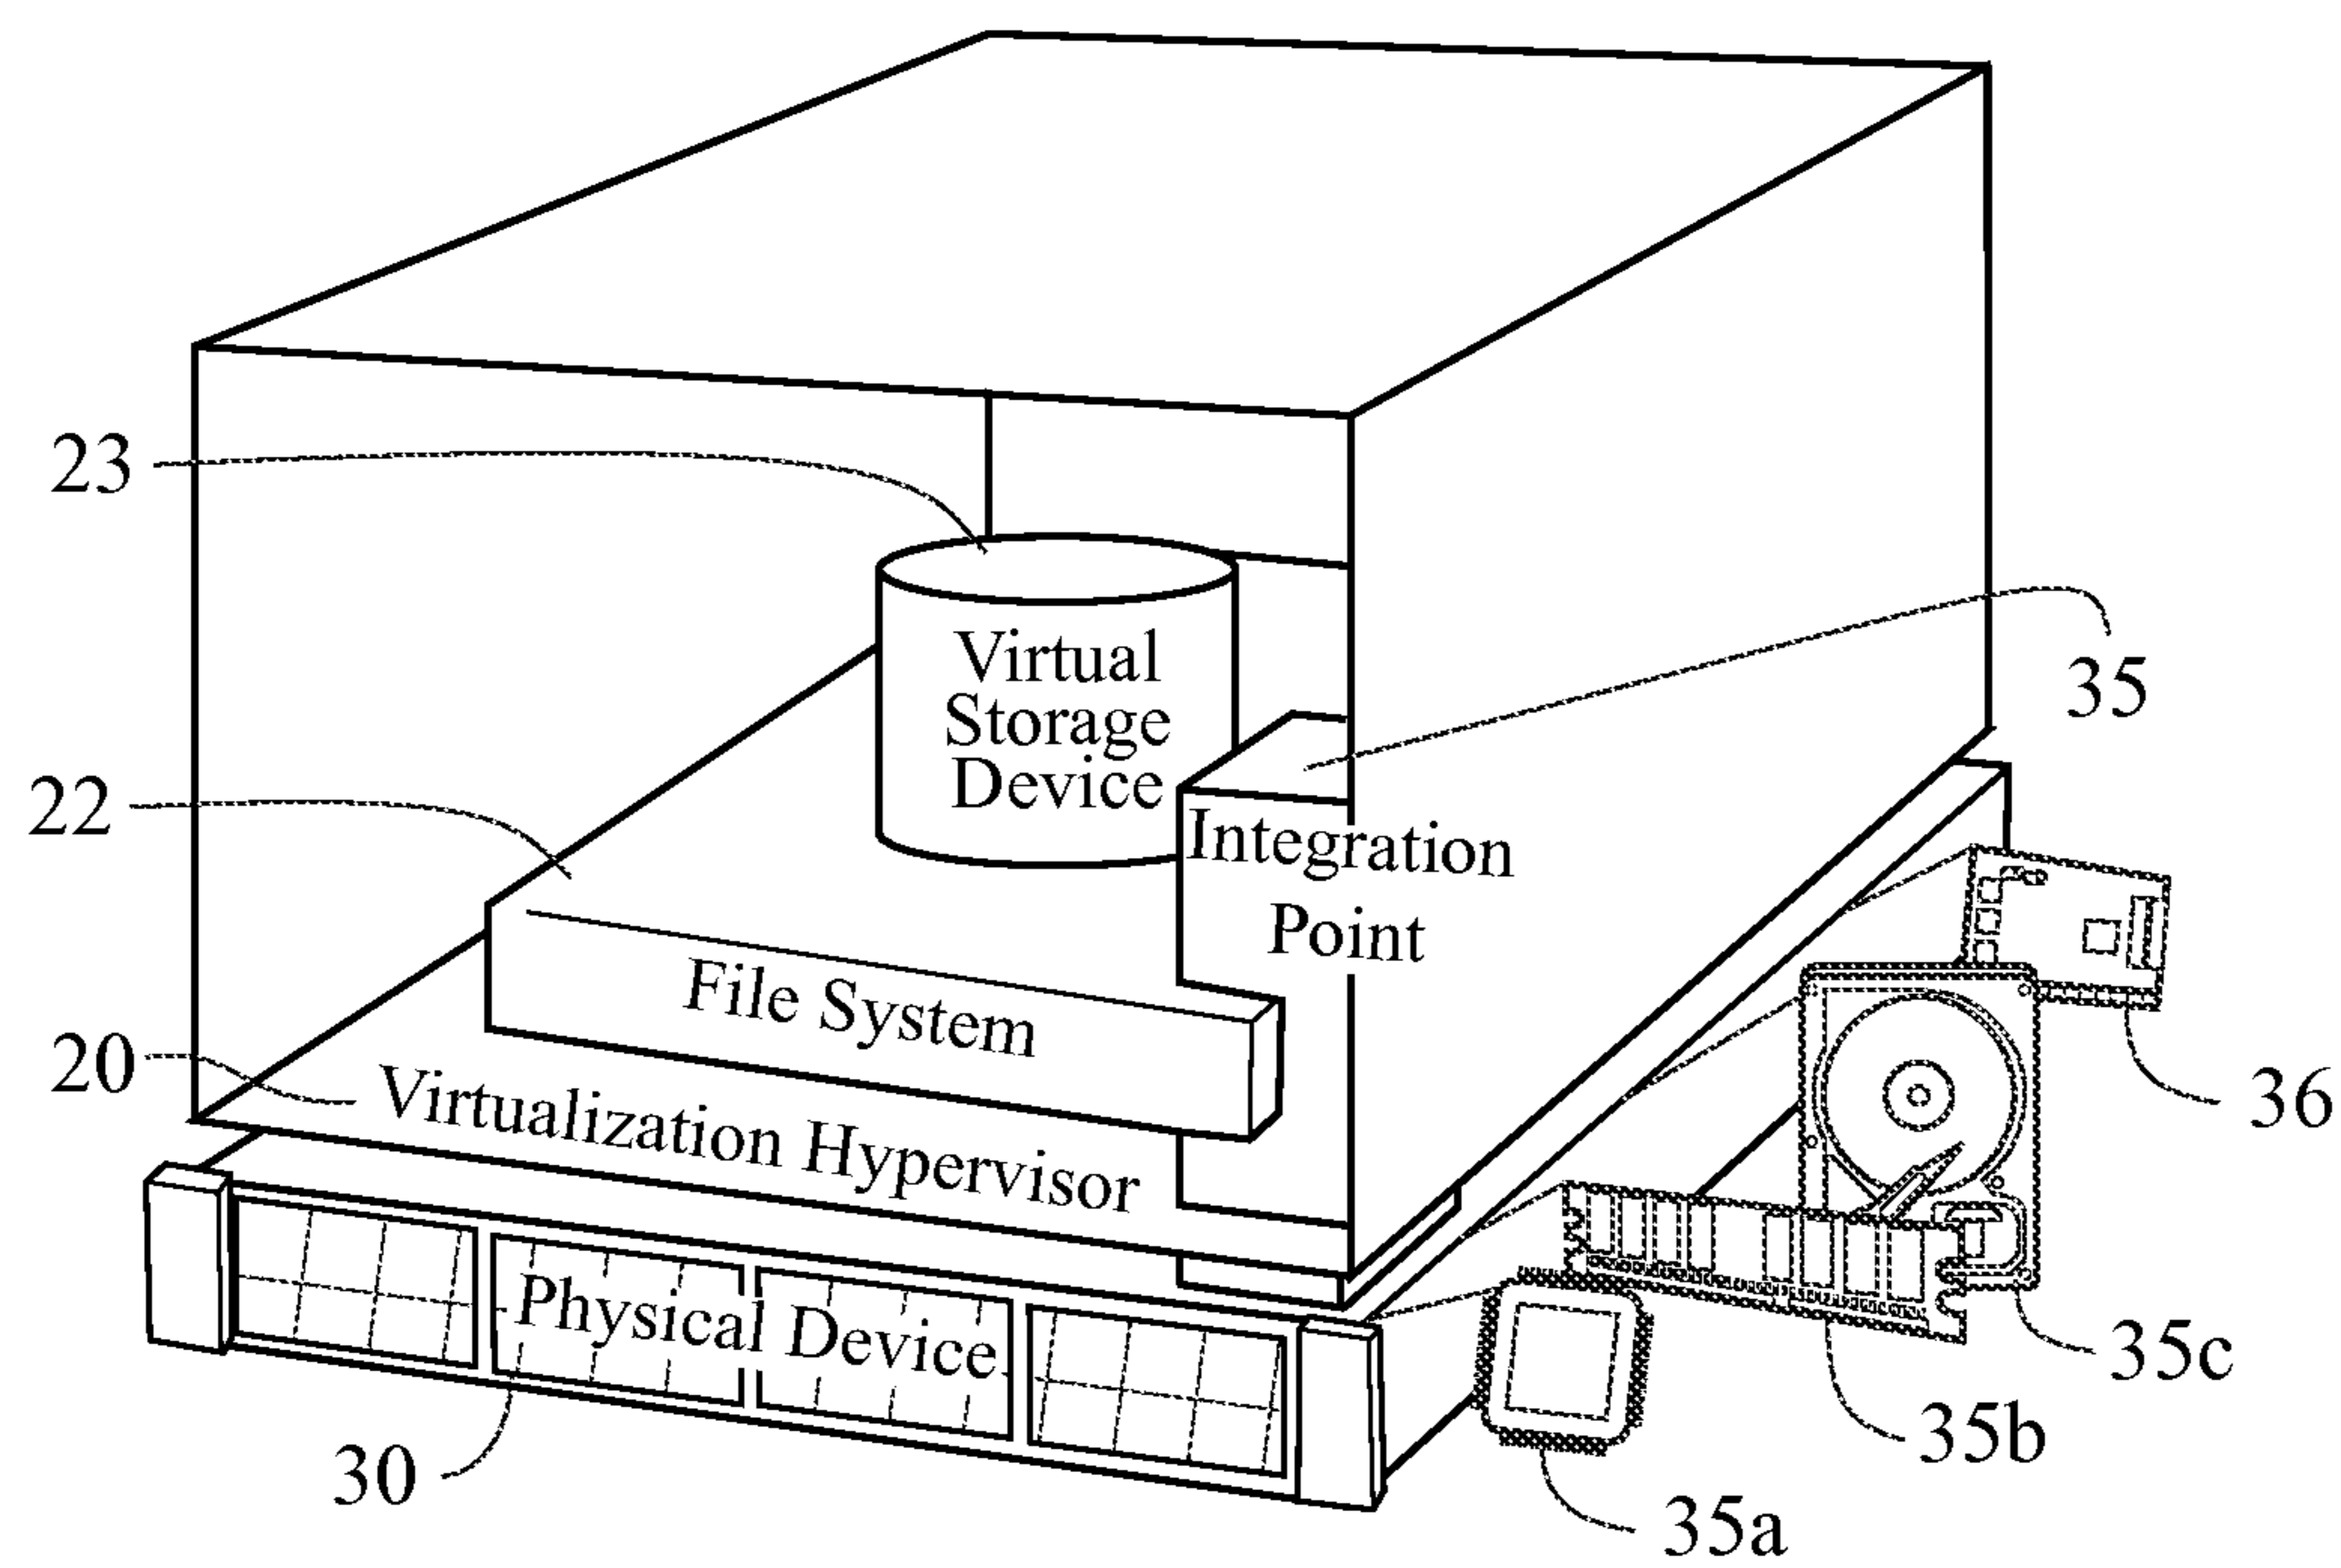 23
Virtual
Storage
Device
35
22
Integration
Point
File System
20
Virtualization Hypervisor
36
Physical Device
35c
30
35b
35a